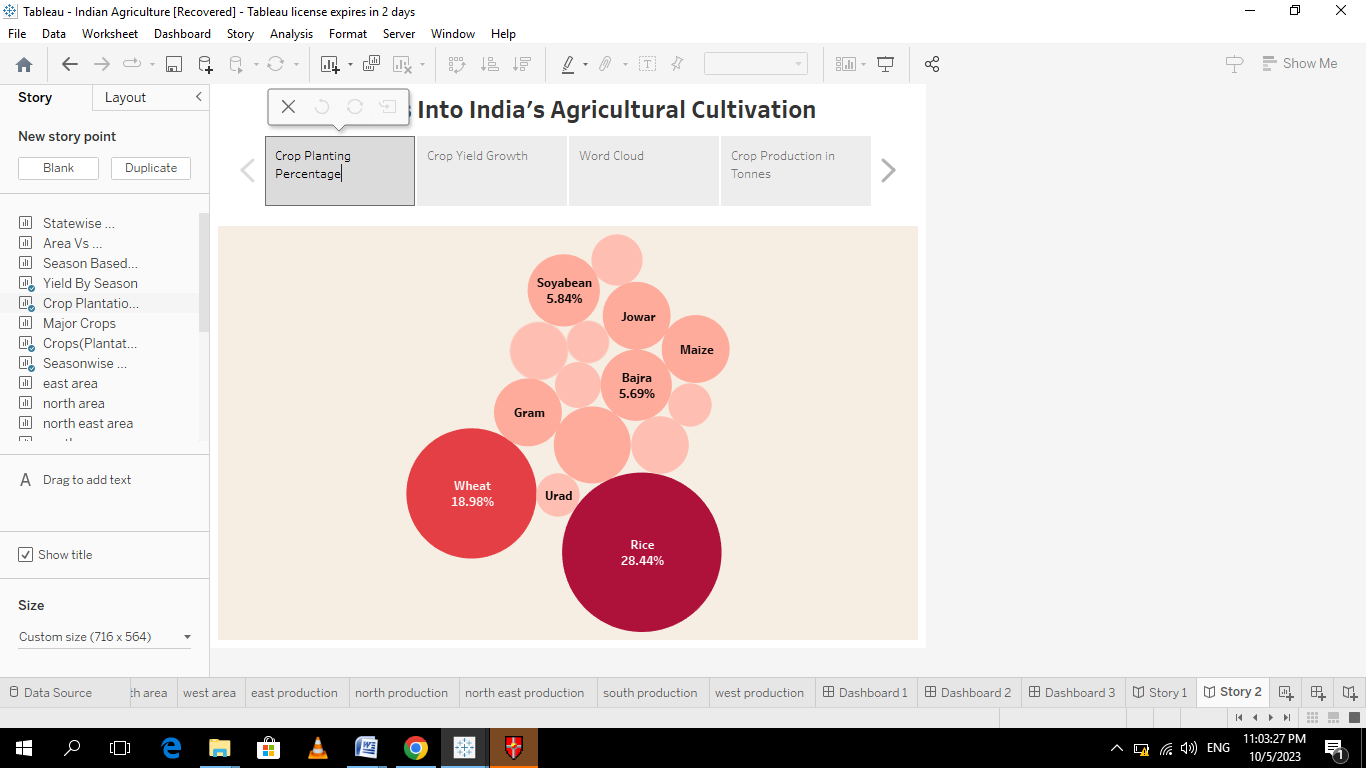 Tableau - Indian Agriculture [Recovered] - Tableau license expires in 2 days
File Data Worksheet Dashboard Story Analysis Format Server Window Help
Show Me
Story Layout
New story point
Blank Duplicate
Statewise ...
Area Vs ...
Season Based...
Yield By Season
Crop Plantatio...
Major Crops
Crops(Plantat...
Seasonwise ...
east area
north area
north east area
Drag to add text
Show title
Size
Custom size (716 x 564)
Into India's Agricultural Cultivation
Crop Planting
Percentage
Crop Yield Growth
Word Cloud
Crop Production in
Tonnes
Soyabean
5.84%
Jowar
Maize
Bajra
5.69%
Gram
Wheat
18.98%
Urad
Rice
28.44%
Data Source area west area east production north production north east production south production west production Dashboard 1 Dashboard 2 Dashboard 3 Story 1 Story 2
ENG
11:03:27 PM
10/5/2023
1